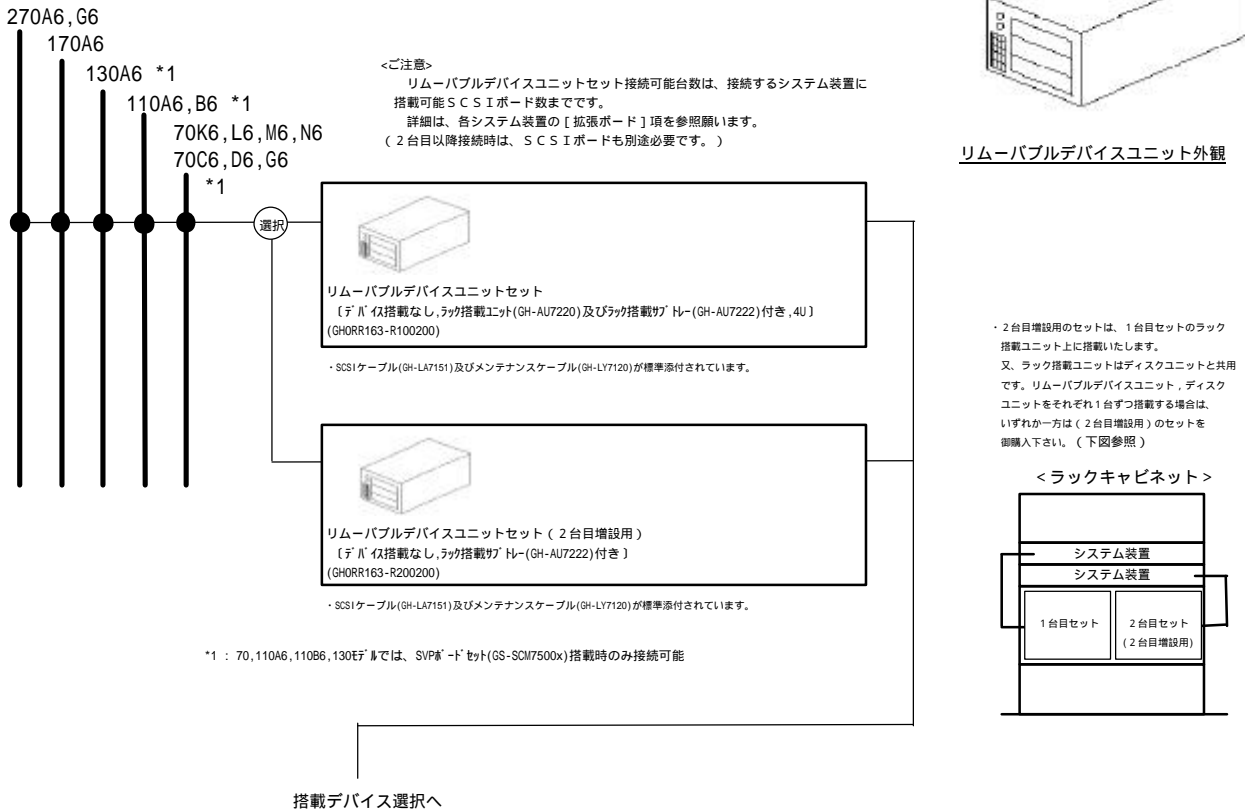 270A6,G6
170A6
130A6 *1
110A6,B6 *1
70K6,L6,M6,N6
70C6,D6,G6
*1
<ご注意>
リムーバブルデバイスユニットセット接続可能台数は、接続するシステム装置に
搭載可能ＳＣＳＩボード数までです。
詳細は、各システム装置の［拡張ボード］項を参照願います。
（２台目以降接続時は、ＳＣＳＩボードも別途必要です。）
リムーバブルデバイスユニット外観
選択
リムーバブルデバイスユニットセット
〔ﾃﾞﾊﾞｲｽ搭載なし,ﾗｯｸ搭載ﾕﾆｯﾄ(GH-AU7220)及びﾗｯｸ搭載ｻﾌﾞﾄﾚｰ(GH-AU7222)付き,4U〕
(GH0RR163-R100200)
・SCSIケーブル(GH-LA7151)及びメンテナンスケーブル(GH-LY7120)が標準添付されています。
リムーバブルデバイスユニットセット（２台目増設用）
〔ﾃﾞﾊﾞｲｽ搭載なし,ﾗｯｸ搭載ｻﾌﾞﾄﾚｰ(GH-AU7222)付き〕
(GH0RR163-R200200)
・SCSIケーブル(GH-LA7151)及びメンテナンスケーブル(GH-LY7120)が標準添付されています。
*1 : 70,110A6,110B6,130ﾓﾃﾞﾙでは、SVPﾎﾞｰﾄﾞｾｯﾄ(GS-SCM7500x)搭載時のみ接続可能
搭載デバイス選択へ
・２台目増設用のセットは、１台目セットのラック
搭載ユニット上に搭載いたします。
又、ラック搭載ユニットはディスクユニットと共用
です。リムーバブルデバイスユニット，ディスク
ユニットをそれぞれ１台ずつ搭載する場合は、
いずれか一方は（２台目増設用）のセットを
御購入下さい。（下図参照）
<ラックキャビネット>
システム装置
システム装置
１台目セット
２台目セット
(２台目増設用)